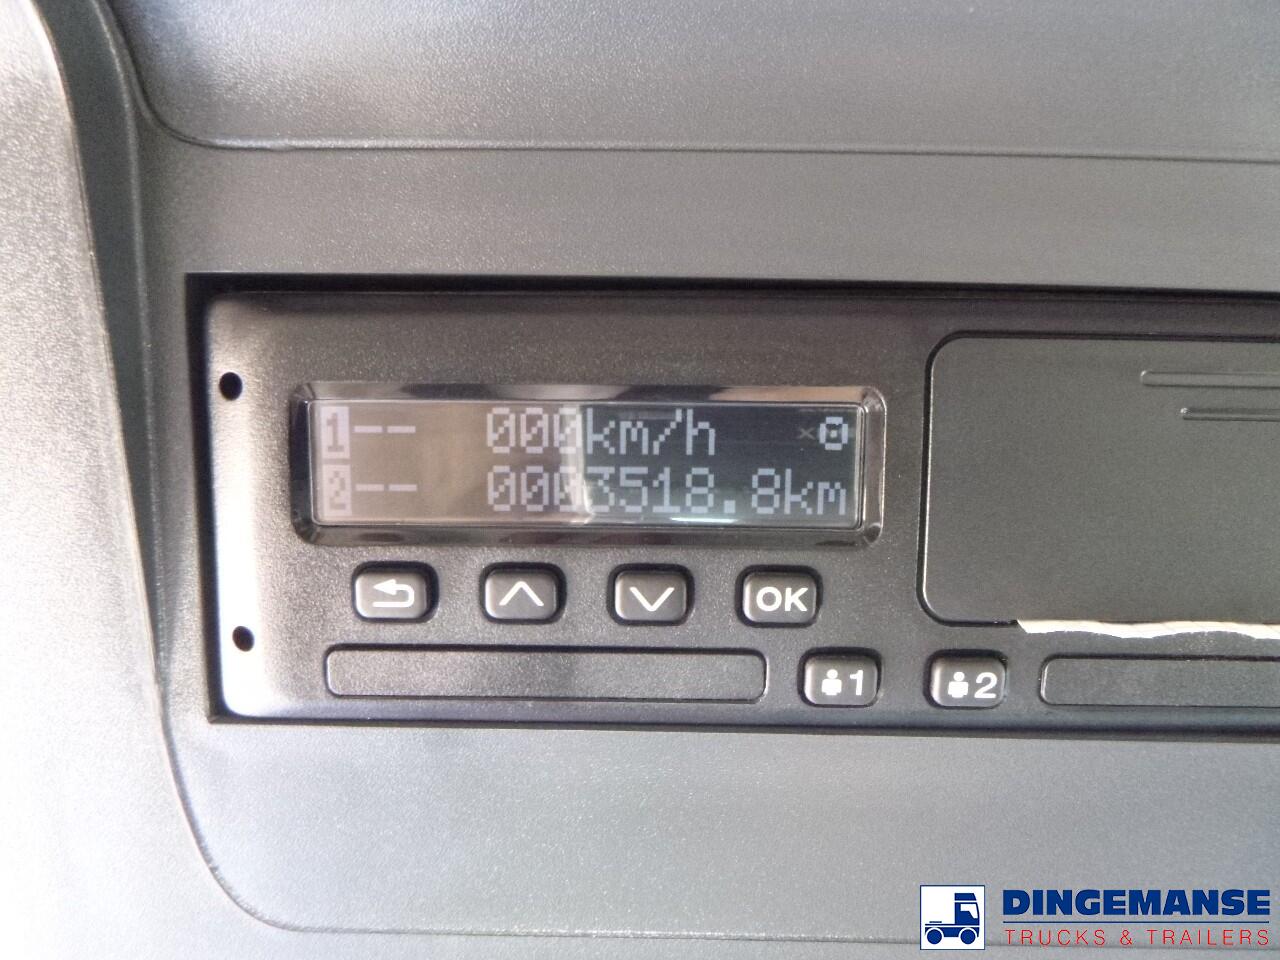 1 -- 000km/h ×
2 -- 0003518.8km
OK
1 2
DINGEMANSE
TRUCKS & TRAILERS